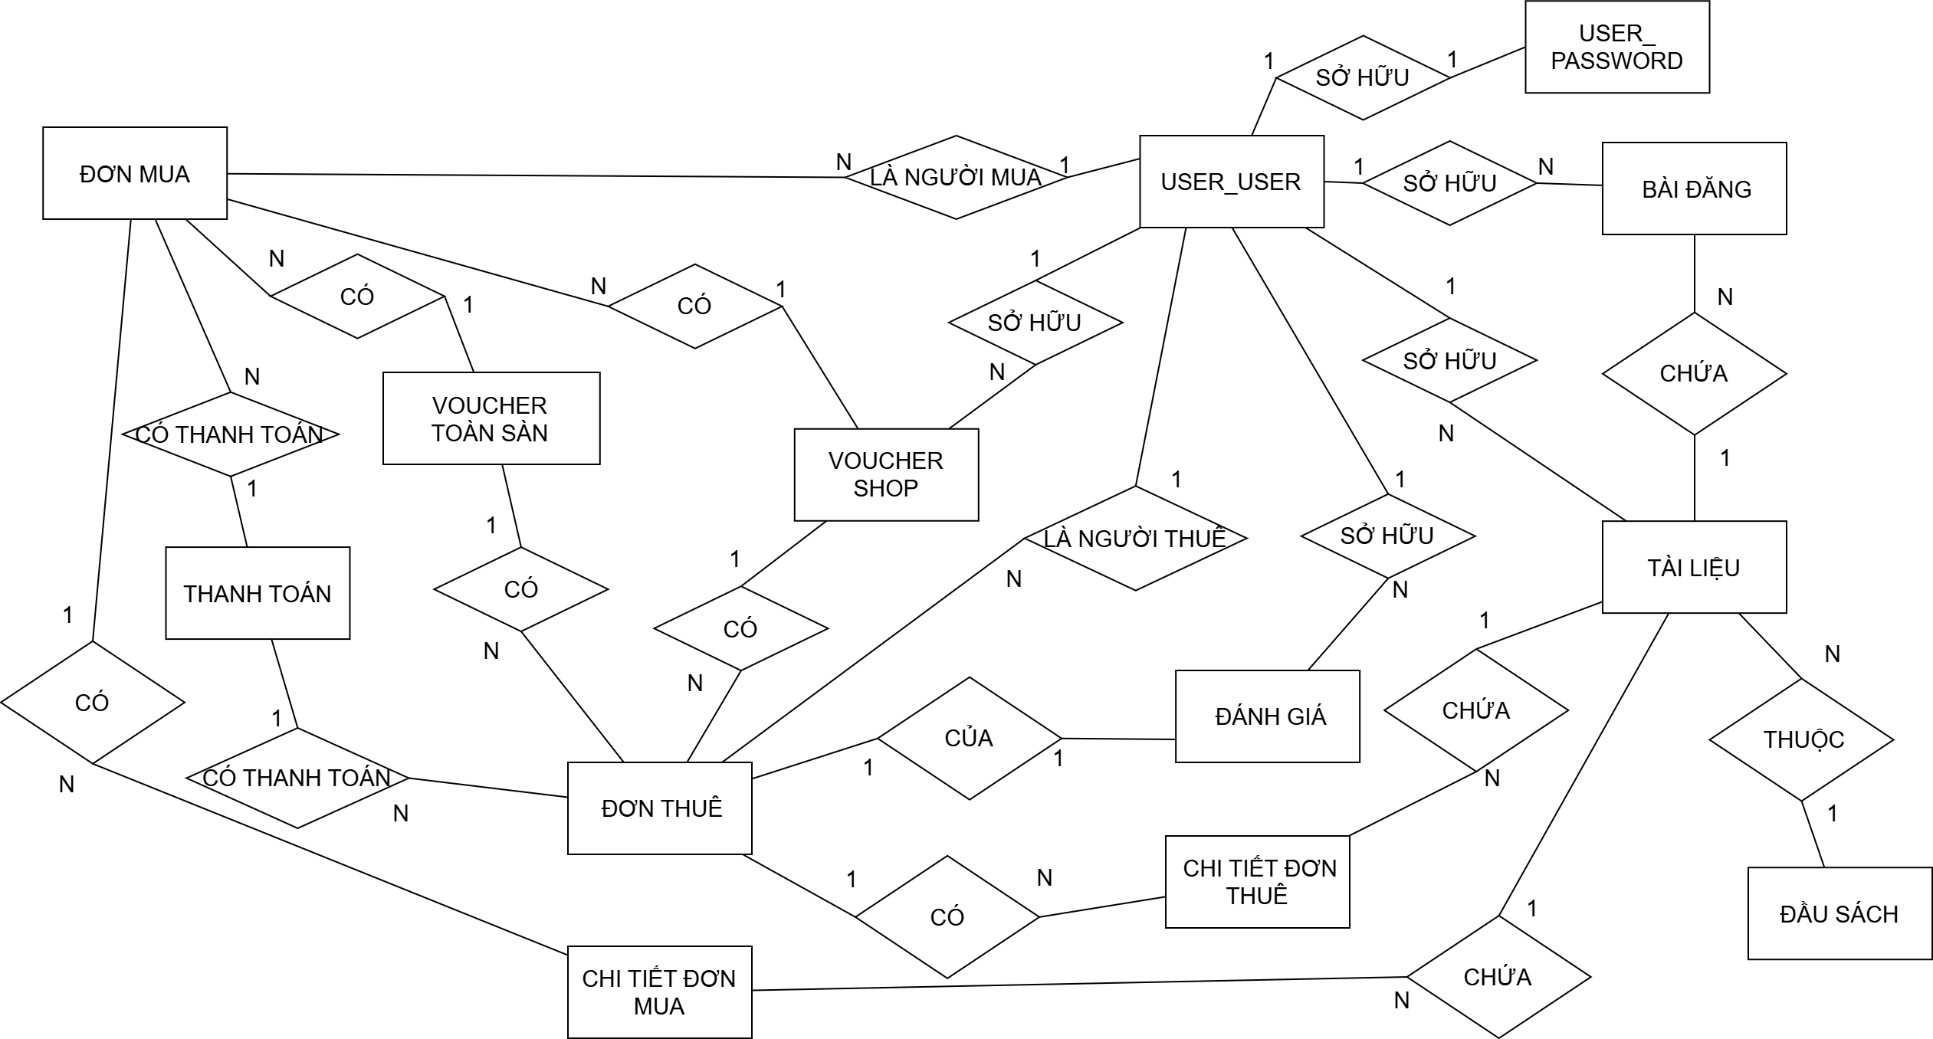 USER_
PASSWORD
1
1
SỞ HỮU
ĐƠN MUA
N
LÀ NGƯỜI MUA
1
USER_USER
1
SỞ HỮU
N
BÀI ĐĂNG
N
CÓ
1
N
CÓ
1
1
SỞ HỮU
N
1
SỞ HỮU
N
N
CHỨA
1
N
CÓ THANH TOÁN
1
VOUCHER
TOÀN SÀN
VOUCHER
SHOP
1
LÀ NGƯỜI THUÊ
N
1
SỞ HỮU
N
TÀI LIỆU
THANH TOÁN
1
CÓ
N
1
CÓ
N
1
CÓ
N
1
CÓ THANH TOÁN
N
ĐƠN THUÊ
1
CỦA
1
ĐÁNH GIÁ
1
CHỨA
N
N
THUỘC
1
1
CÓ
N
CHI TIẾT ĐƠN
THUÊ
ĐẦU SÁCH
CHI TIẾT ĐƠN
MUA
1
CHỨA
N